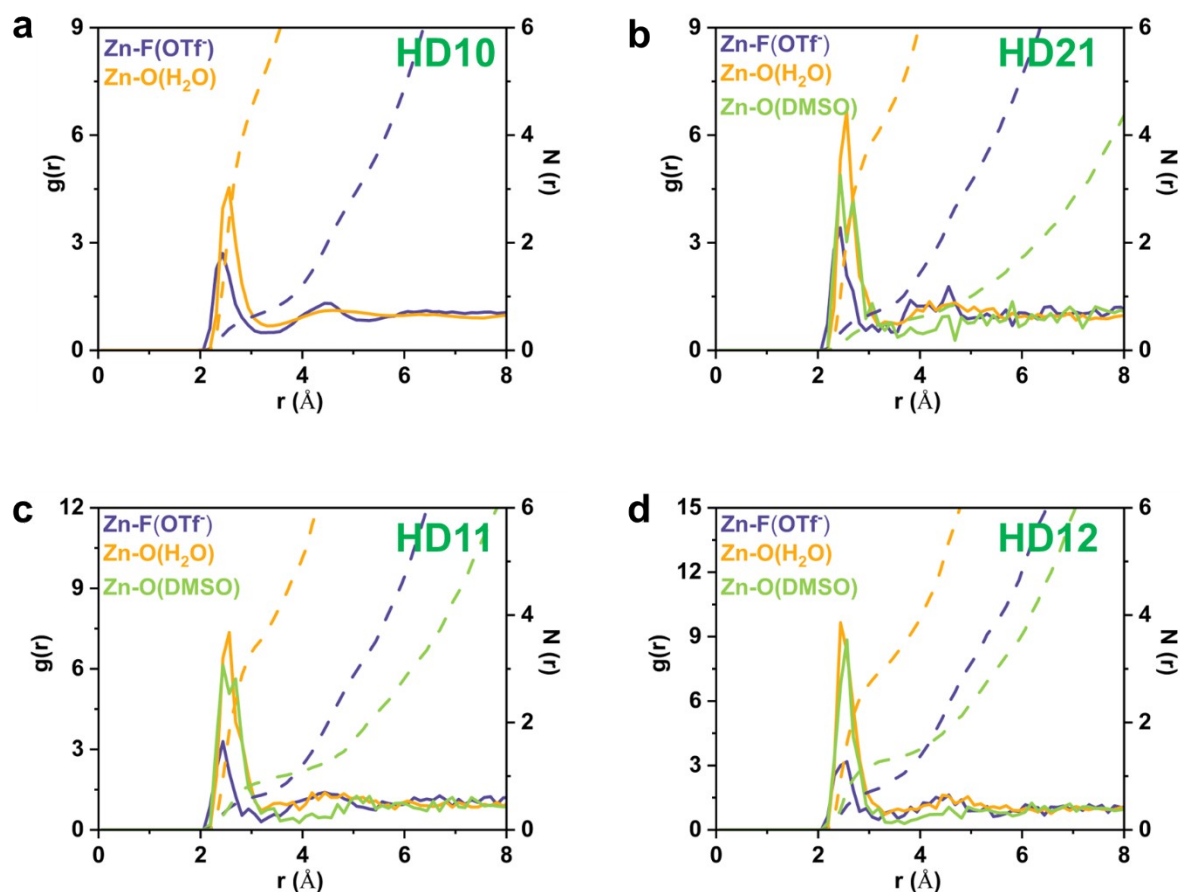 a
HD10
Zn-F(OTf⁻)
Zn-O(H₂O)
g(r)
9
6
3
0
N (r)
6
4
2
0
0 2 4 6 8
r (Å)
b
HD21
Zn-F(OTf⁻)
Zn-O(H₂O)
Zn-O(DMSO)
g(r)
9
6
3
0
N (r)
6
4
2
0
0 2 4 6 8
r (Å)
c
HD11
Zn-F(OTf⁻)
Zn-O(H₂O)
Zn-O(DMSO)
g(r)
12
9
6
3
0
N (r)
6
4
2
0
0 2 4 6 8
r (Å)
d
HD12
Zn-F(OTf⁻)
Zn-O(H₂O)
Zn-O(DMSO)
g(r)
15
12
9
6
3
0
N (r)
6
4
2
0
0 2 4 6 8
r (Å)